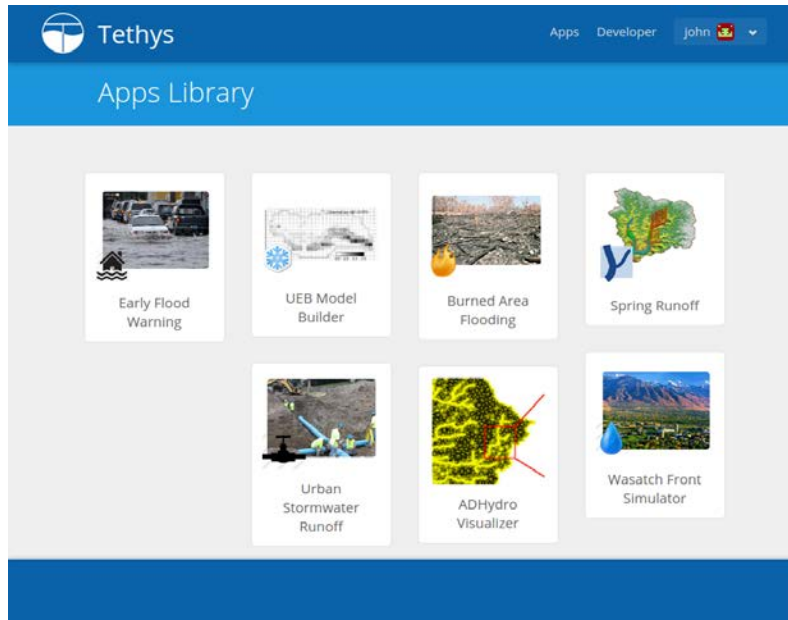 Tethys
Apps Developer john
Apps Library
Early Flood
Warning
UEB Model
Builder
Burned Area
Flooding
Spring Runoff
Urban
Stormwater
Runoff
ADHydro
Visualizer
Wasatch Front
Simulator